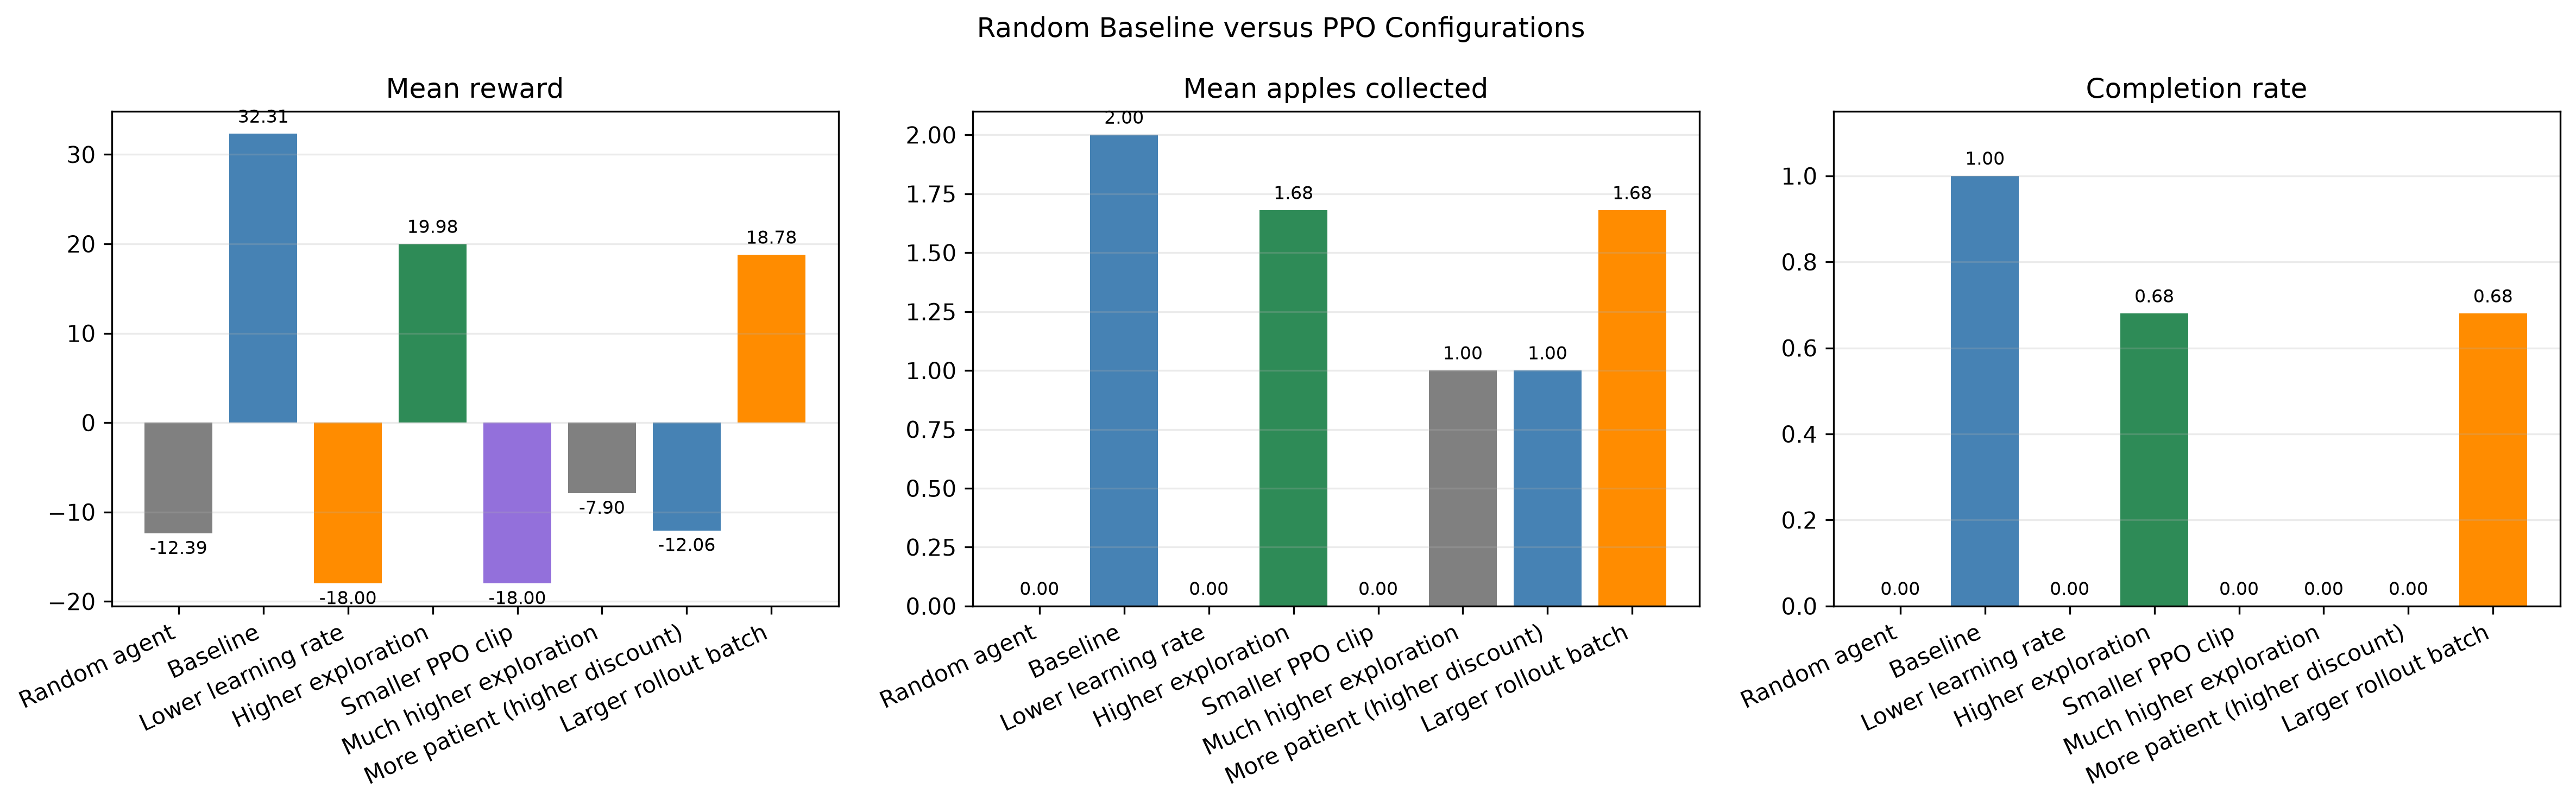 Random Baseline versus PPO Configurations
Mean reward
30
20
10
0
−10
−20
-12.39
32.31
-18.00
19.98
-18.00
-7.90
-12.06
18.78
Random agent
Baseline
Lower learning rate
Higher exploration
Smaller PPO clip
Much higher exploration
More patient (higher discount)
Larger rollout batch
Mean apples collected
2.00
1.75
1.50
1.25
1.00
0.75
0.50
0.25
0.00
0.00
2.00
0.00
1.68
0.00
1.00
1.00
1.68
Random agent
Baseline
Lower learning rate
Higher exploration
Smaller PPO clip
Much higher exploration
More patient (higher discount)
Larger rollout batch
Completion rate
1.0
0.8
0.6
0.4
0.2
0.0
0.00
1.00
0.00
0.68
0.00
0.00
0.00
0.68
Random agent
Baseline
Lower learning rate
Higher exploration
Smaller PPO clip
Much higher exploration
More patient (higher discount)
Larger rollout batch